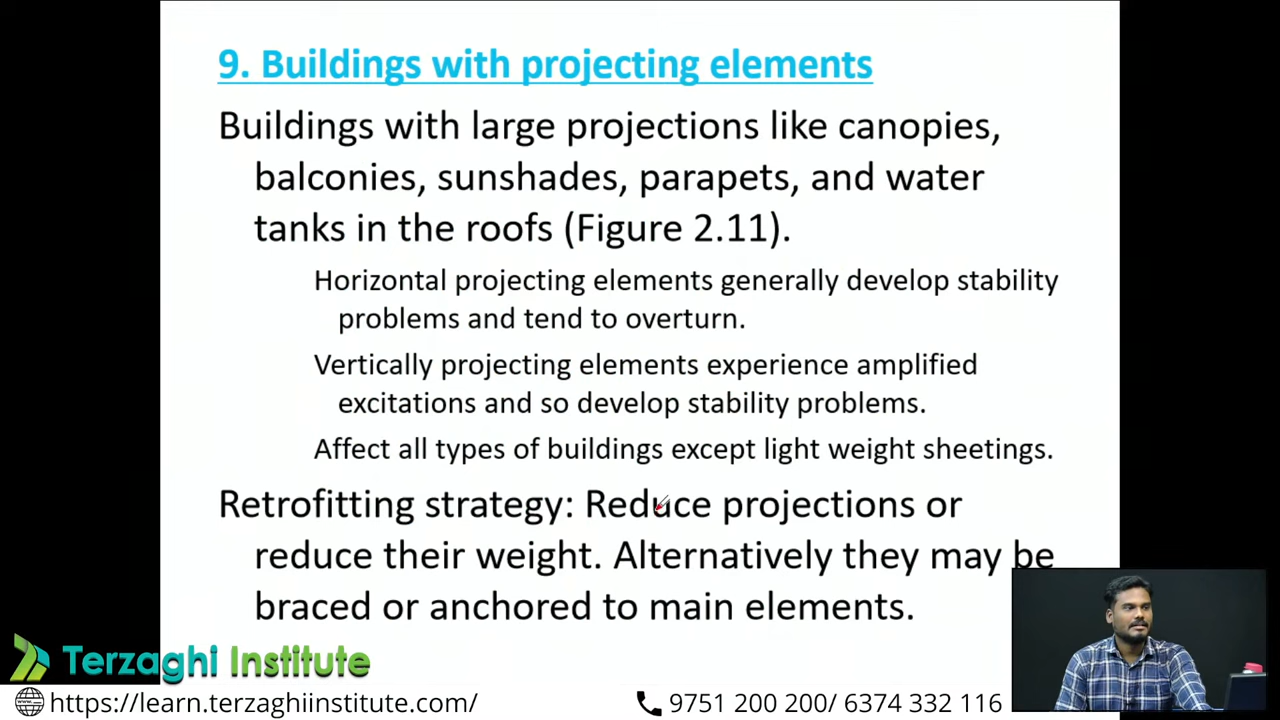 9. Buildings with projecting elements
Buildings with large projections like canopies,
balconies, sunshades, parapets, and water
tanks in the roofs (Figure 2.11).
Horizontal projecting elements generally develop stability
problems and tend to overturn.
Vertically projecting elements experience amplified
excitations and so develop stability problems.
Affect all types of buildings except light weight sheetings.
Retrofitting strategy: Reduce projections or
reduce their weight. Alternatively they may be
braced or anchored to main elements.
Terzaghi Institute
https://learn.terzaghiinstitute.com/
9751 200 200/ 6374 332 116